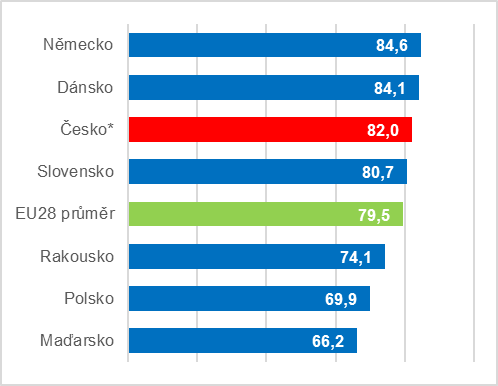 Německo 84,6
Dánsko 84,1
Česko* 82,0
Slovensko 80,7
EU28 průměr 79,5
Rakousko 74,1
Polsko 69,9
Maďarsko 66,2